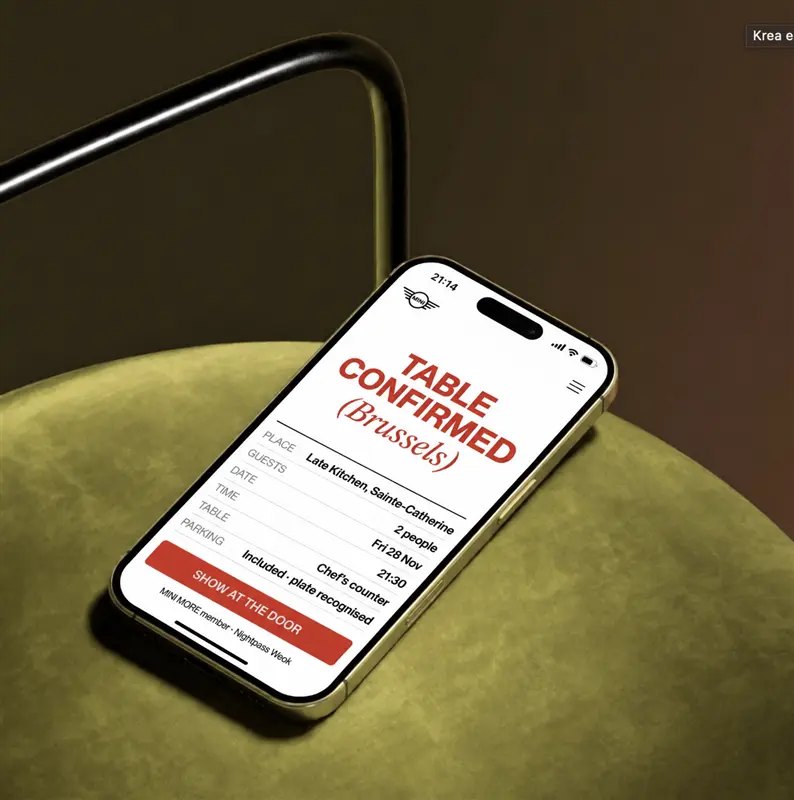 Krea e
21:14
MINI
TABLE
CONFIRMED
(Brussels)
PLACE Late Kitchen, Sainte-Catherine
GUESTS 2 people
DATE Fri 28 Nov
TIME 21:30
TABLE Chef's counter
PARKING Included · plate recognised
SHOW AT THE DOOR
MINI MORE member · Nightpass Week